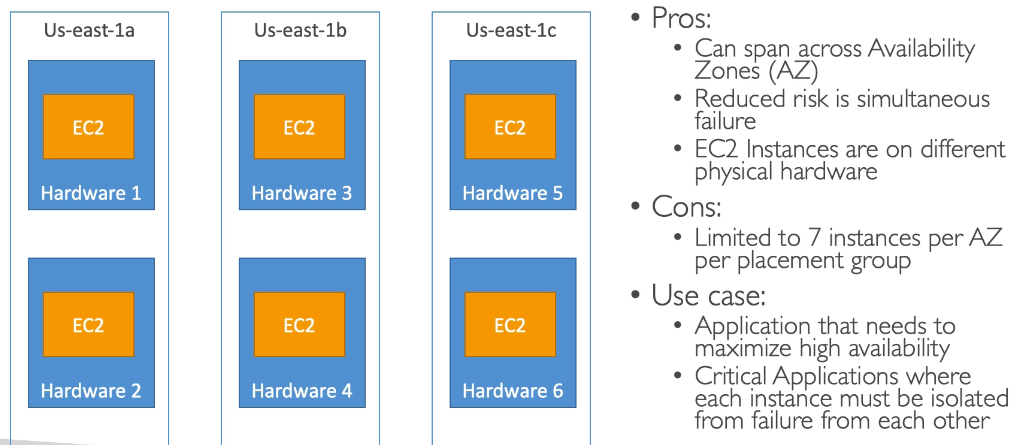 Us-east-1a
Us-east-1b
Us-east-1c
EC2
EC2
EC2
Hardware 1
Hardware 3
Hardware 5
EC2
EC2
EC2
Hardware 2
Hardware 4
Hardware 6
• Pros:
• Can span across Availability
Zones (AZ)
• Reduced risk is simultaneous
failure
• EC2 Instances are on different
physical hardware
• Cons:
• Limited to 7 instances per AZ
per placement group
• Use case:
• Application that needs to
maximize high availability
• Critical Applications where
each instance must be isolated
from failure from each other